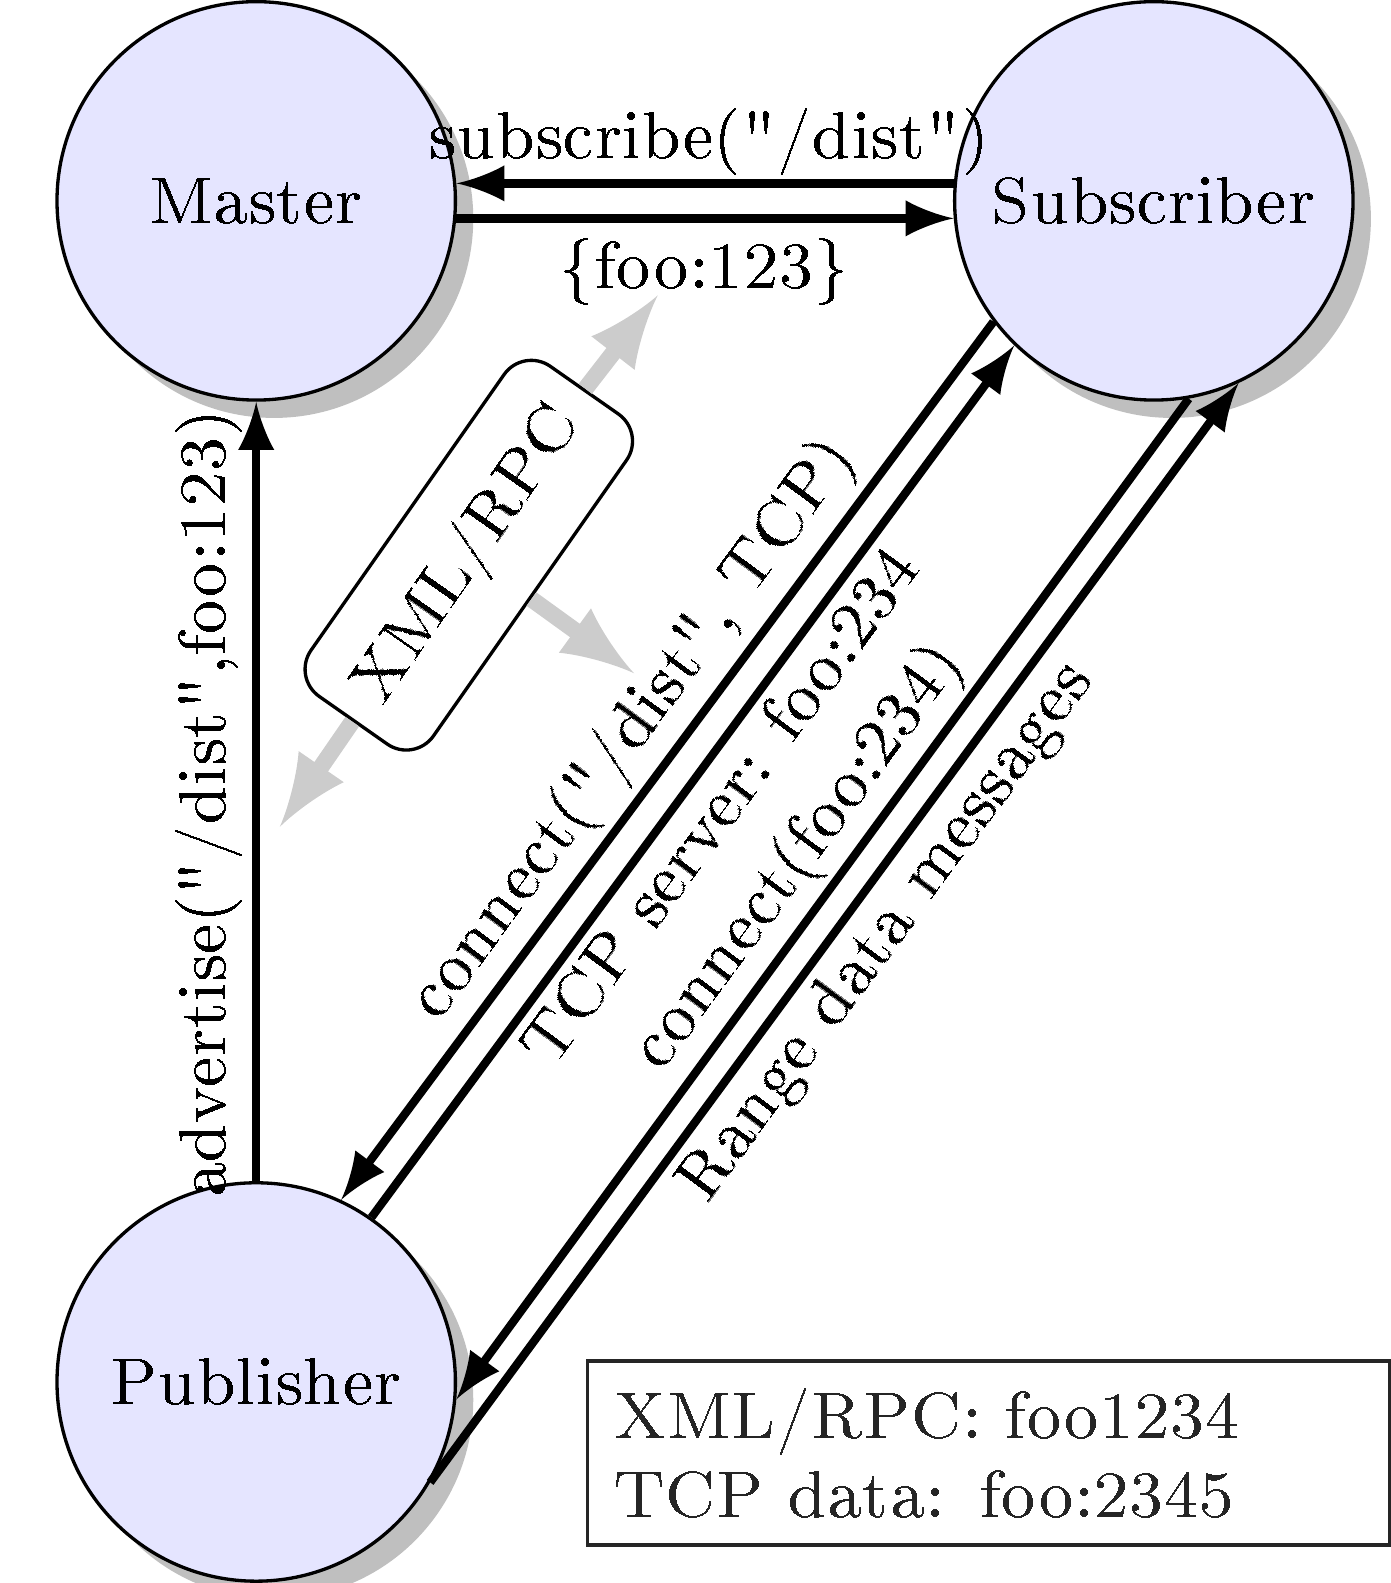 subscribe("/dist")
Master
Subscriber
{foo:123}
XML/RPC
advertise("/dist",foo:123)
connect("/dist", TCP)
TCP server: foo:234
connect(foo:234)
Range data messages
Publisher
XML/RPC: foo1234
TCP data: foo:2345